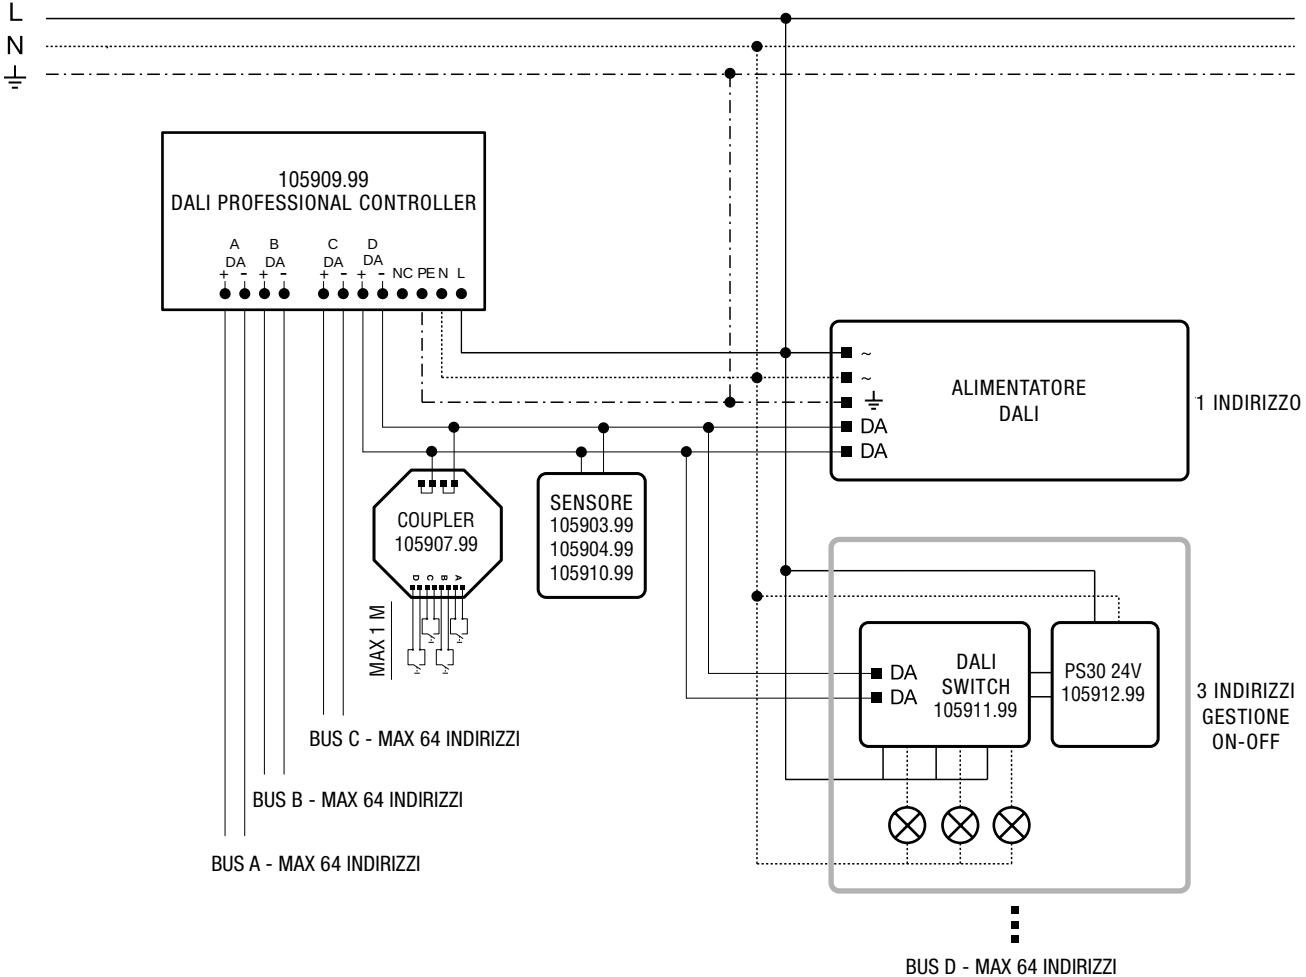 L
N
105909.99
DALI PROFESSIONAL CONTROLLER
A B C D
DA DA DA DA
+ - + - + - + - NC PE N L
~
~
DA
DA
ALIMENTATORE
DALI
1 INDIRIZZO
COUPLER
105907.99
D C B A
MAX 1 M
SENSORE
105903.99
105904.99
105910.99
DA
DA
DALI
SWITCH
105911.99
PS30 24V
105912.99
3 INDIRIZZI
GESTIONE
ON-OFF
BUS C - MAX 64 INDIRIZZI
BUS B - MAX 64 INDIRIZZI
BUS A - MAX 64 INDIRIZZI
BUS D - MAX 64 INDIRIZZI